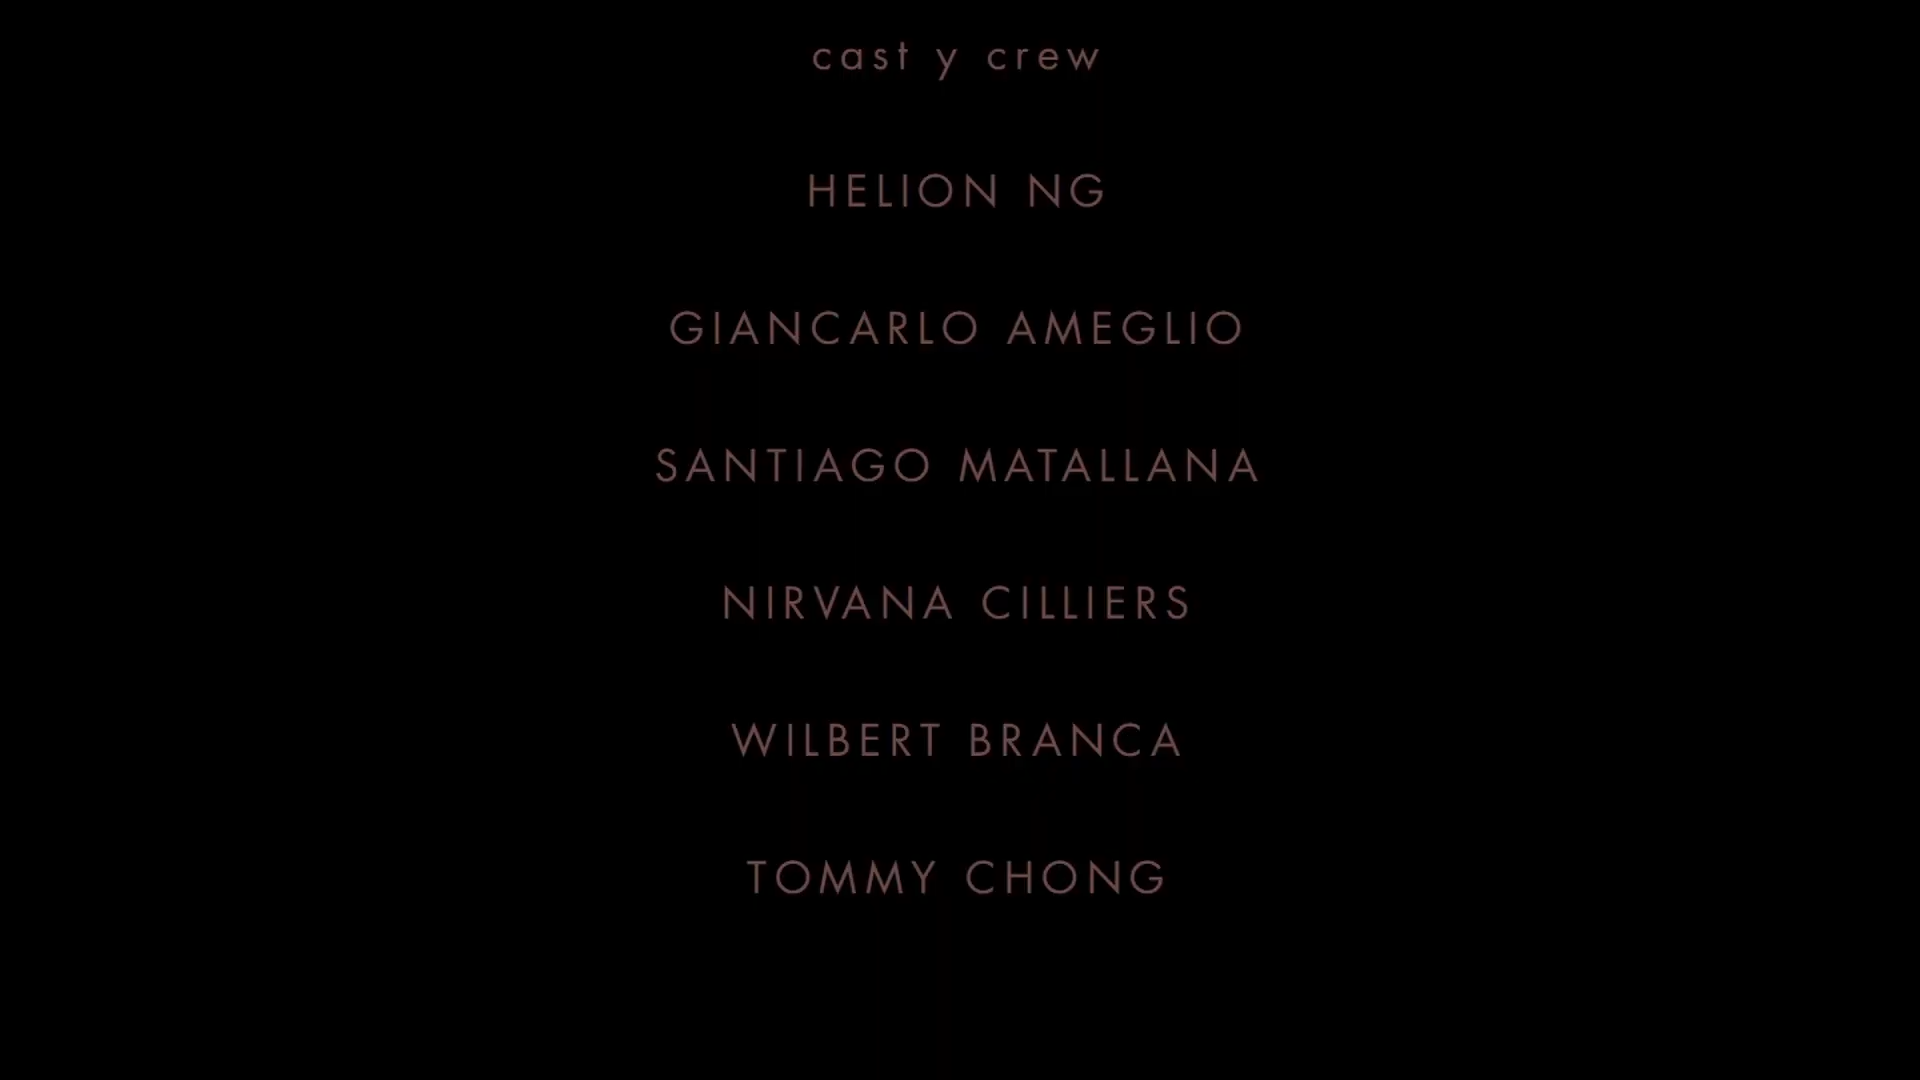 cast y crew
HELION NG
GIANCARLO AMEGLIO
SANTIAGO MATALLANA
NIRVANA CILLIERS
WILBERT BRANCA
TOMMY CHONG